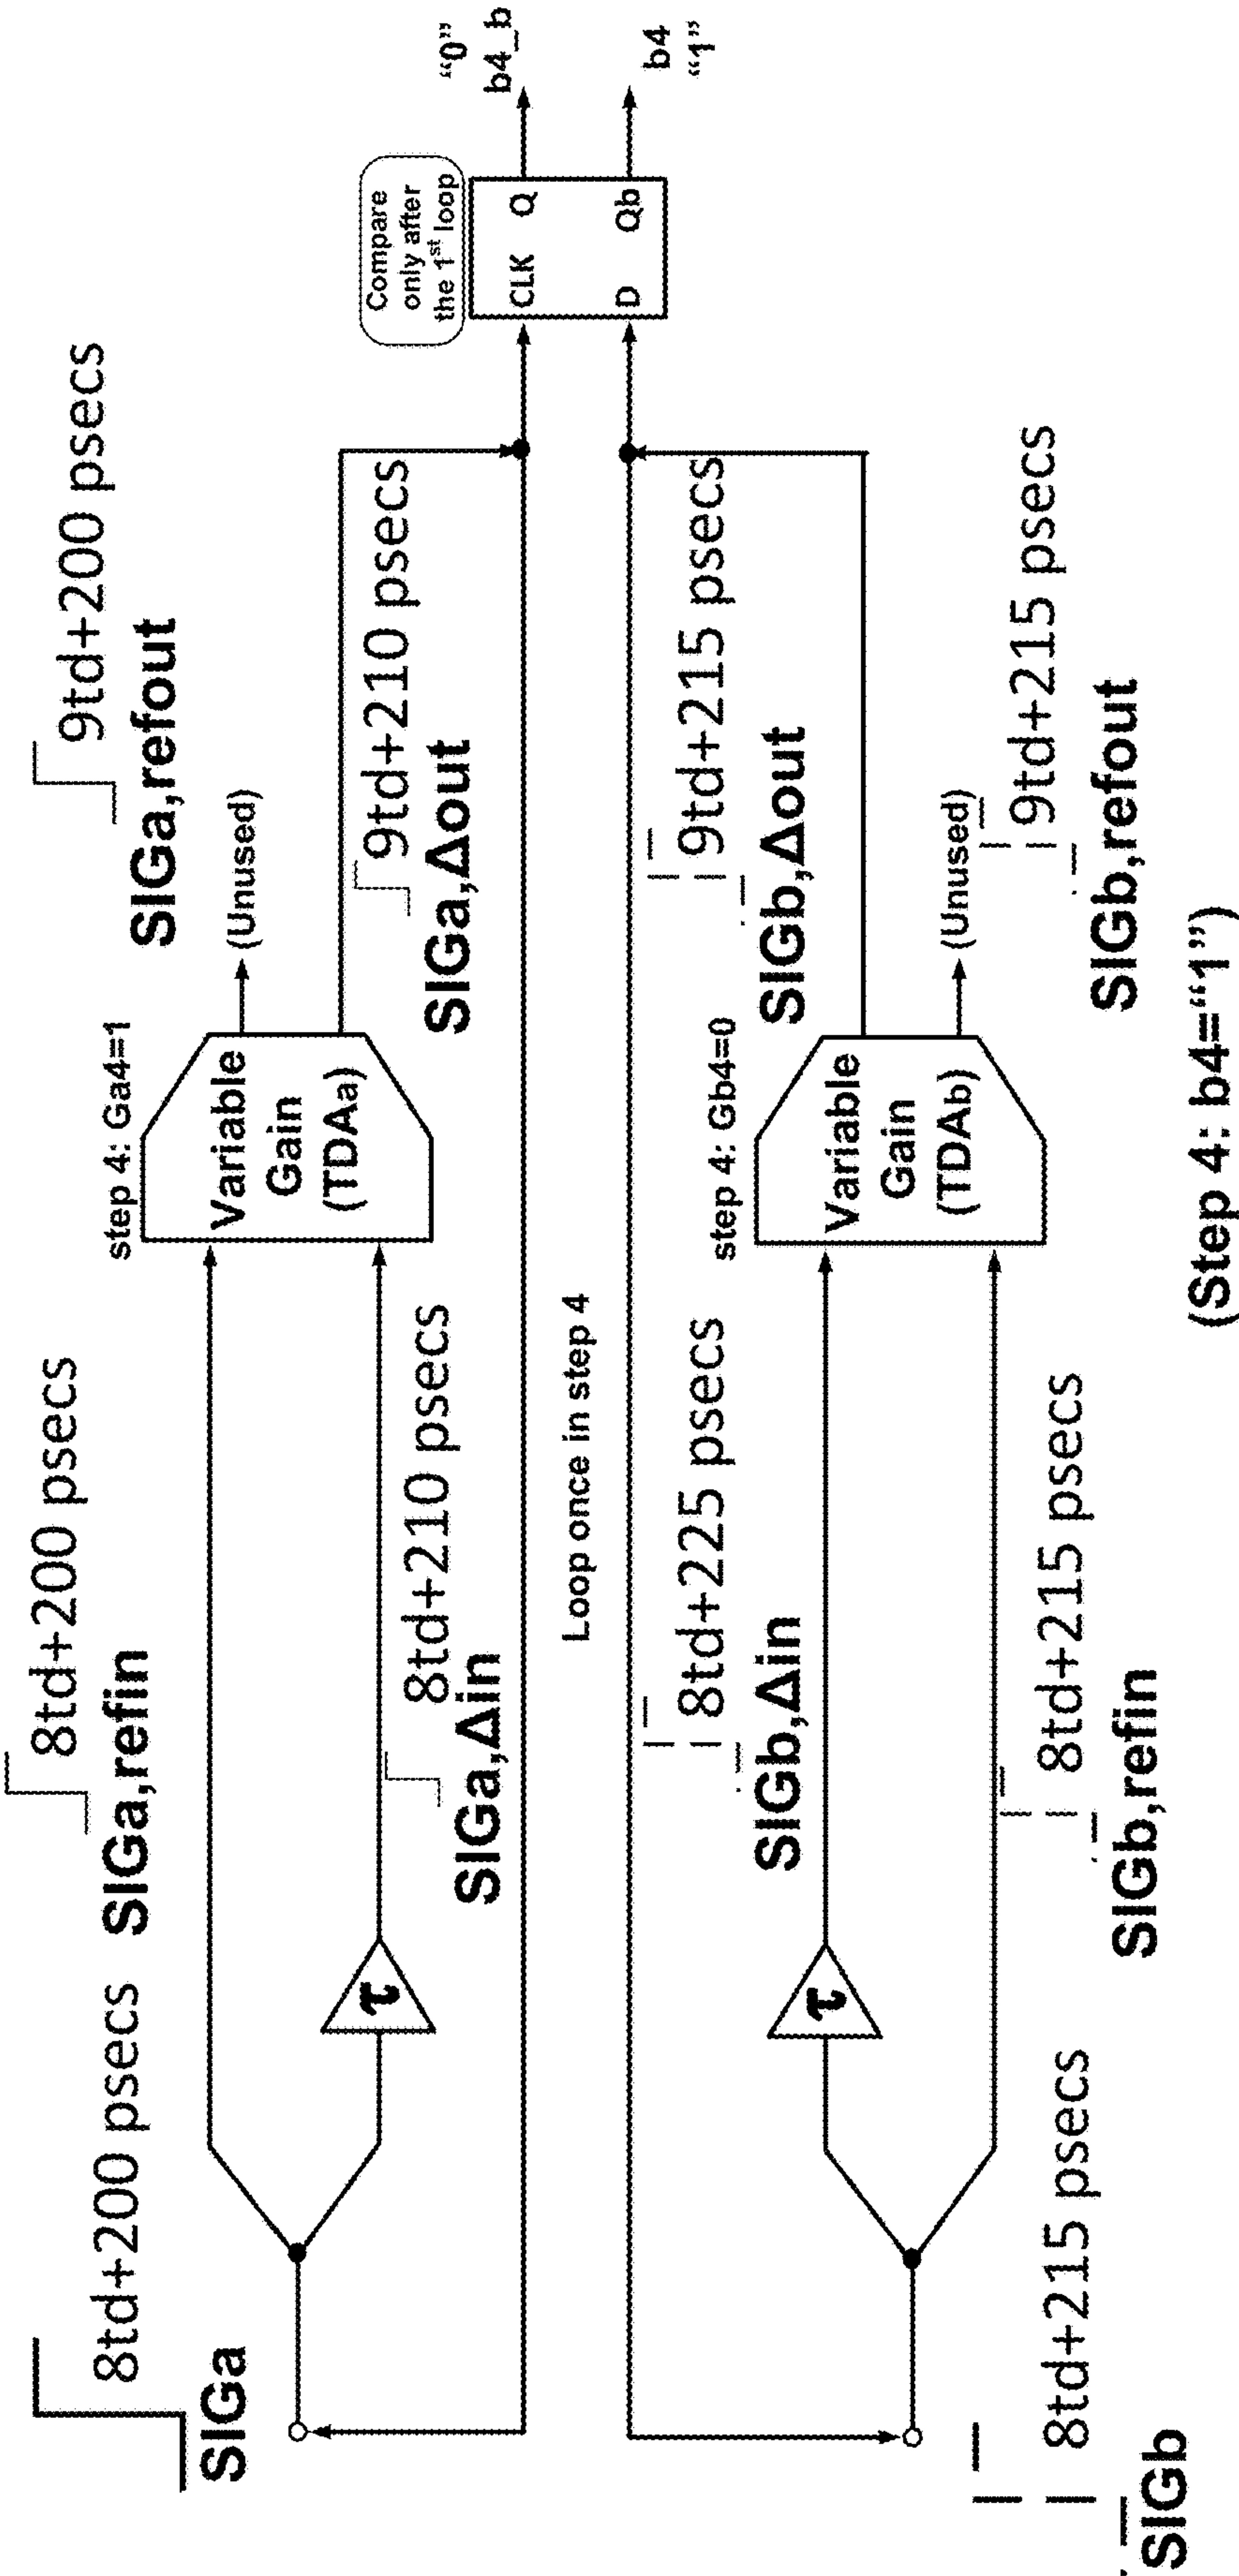 8td+200 psecs
SIGa
8td+200 psecs
SIGa,refin
8td+210 psecs
SIGa,Δin
τ
step 4: Ga4=1
Variable
Gain
(TDAa)
9td+200 psecs
SIGa,refout
(Unused)
9td+210 psecs
SIGa,Δout
Compare
only after
the 1st loop
CLK Q
D Qb
"0"
b4_b
b4
"1"
Loop once in step 4
8td+225 psecs
SIGb,Δin
τ
step 4: Gb4=0
Variable
Gain
(TDAb)
9td+215 psecs
SIGb,Δout
(Unused)
9td+215 psecs
SIGb,refout
8td+215 psecs
SIGb,refin
8td+215 psecs
SIGb
(Step 4: b4="1")